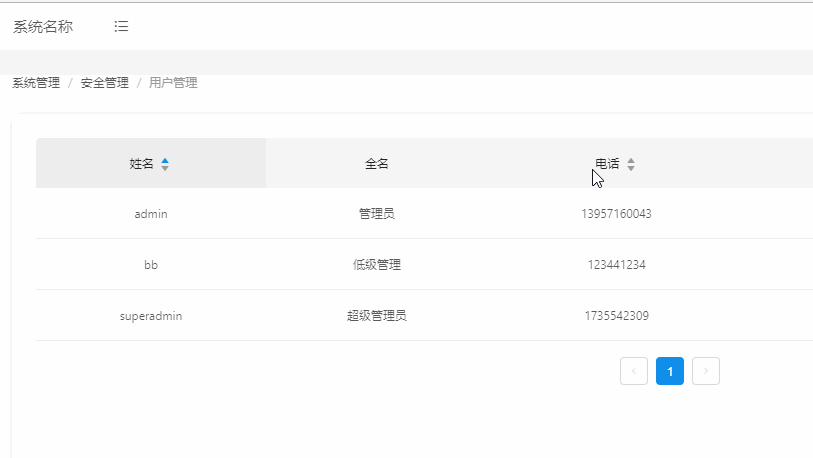 系统名称
系统管理 / 安全管理 / 用户管理
姓名 全名 电话
admin 管理员 13957160043
bb 低级管理 123441234
superadmin 超级管理员 1735542309
< 1 >